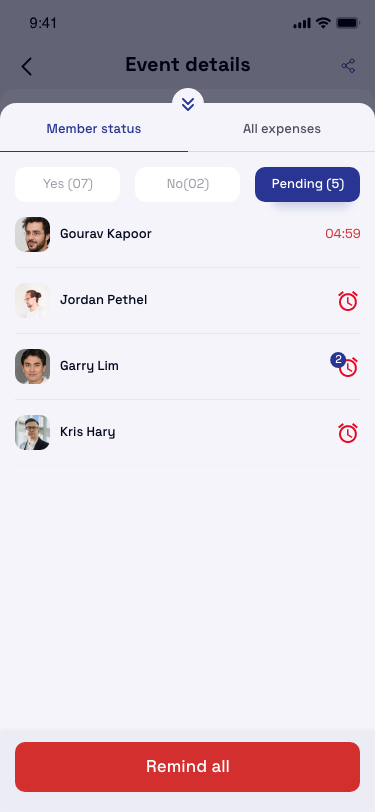 9:41
Event details
Member status
All expenses
Yes (07)
No(02)
Pending (5)
Gourav Kapoor
04:59
Jordan Pethel
Garry Lim
2
Kris Hary
Remind all